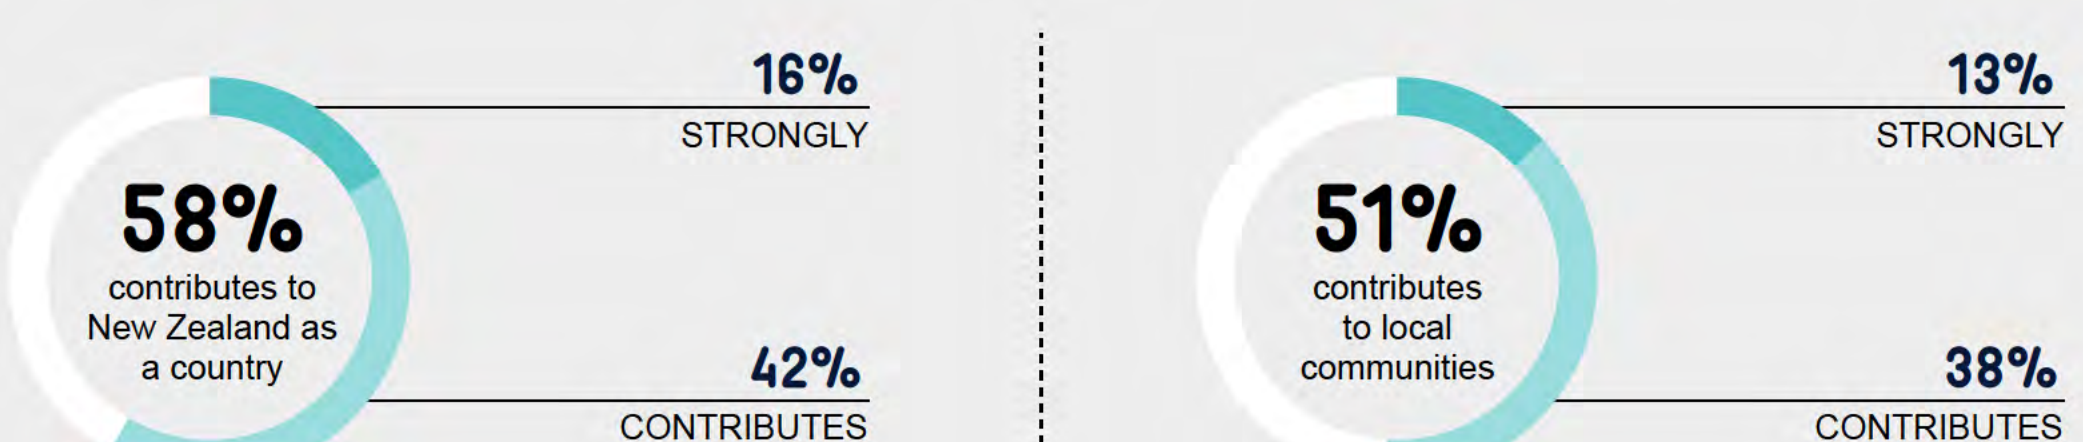 16%
STRONGLY
58%
contributes to
New Zealand as
a country
42%
CONTRIBUTES
13%
STRONGLY
51%
contributes
to local
communities
38%
CONTRIBUTES